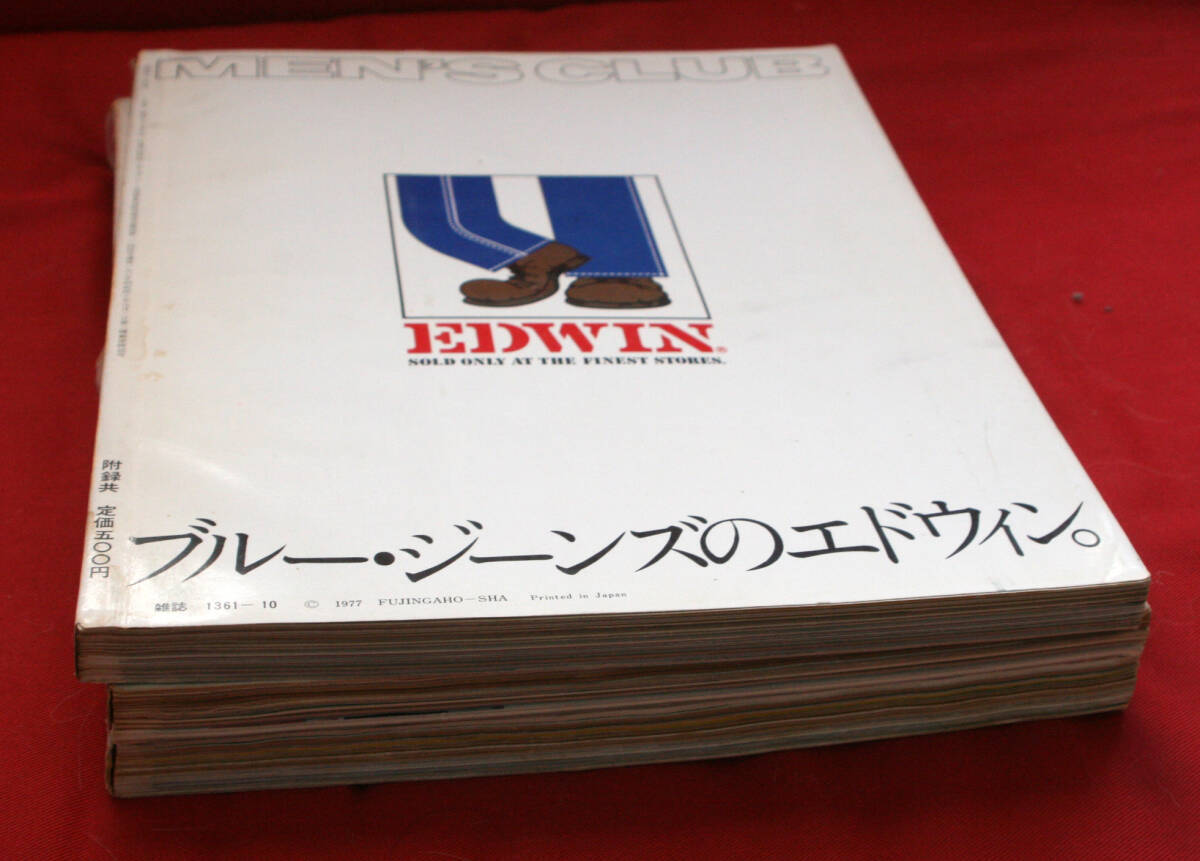 MEN'S CLUB
EDWIN®
SOLD ONLY AT THE FINEST STORES.
附録共 定価五〇〇円
ブルー・ジーンズのエドウィン。
雑誌 1361-10 © 1977 FUJINGAHO-SHA Printed in Japan